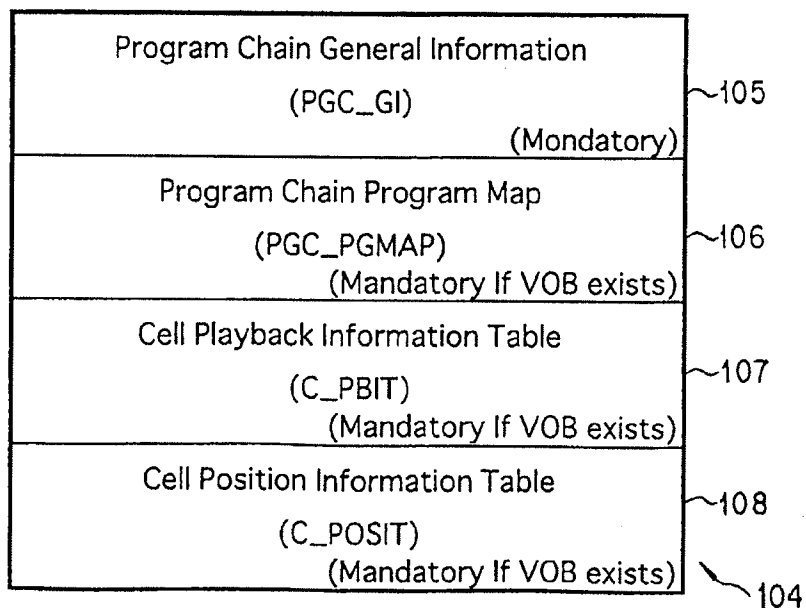 Program Chain General Information
(PGC_GI)
(Mondatory)
105
Program Chain Program Map
(PGC_PGMAP)
(Mandatory If VOB exists)
106
Cell Playback Information Table
(C_PBIT)
(Mandatory If VOB exists)
107
Cell Position Information Table
(C_POSIT)
(Mandatory If VOB exists)
108
104